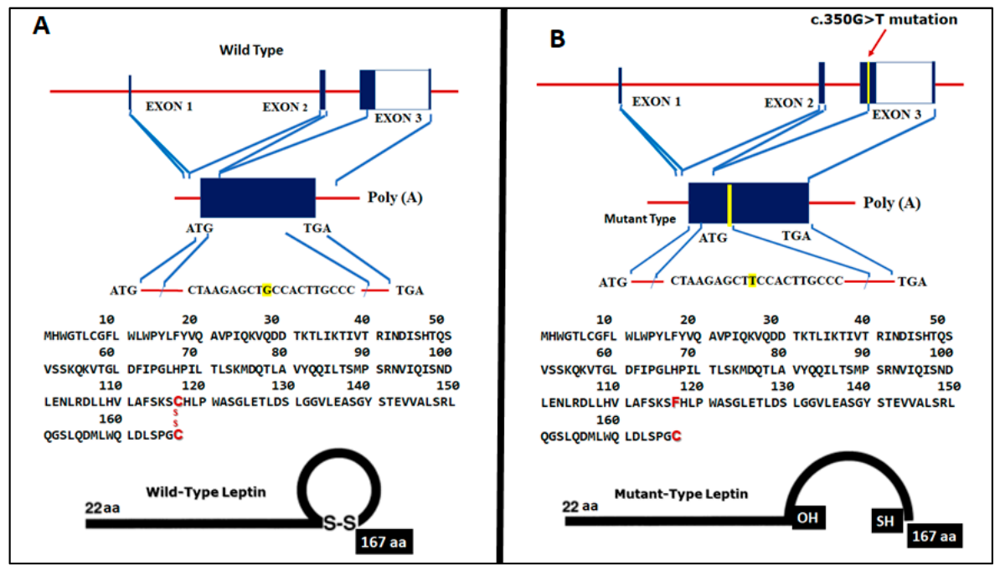 A
Wild Type
EXON 1
EXON 2
EXON 3
Poly (A)
ATG
TGA
ATG
CTAAGAGCTGCCACTTGCCC
TGA
10 20 30 40 50
MHWGTLCGFL WLWPYLFYVQ AVPIQKVQDD TKTLIKTIVT RINDISHTQS
60 70 80 90 100
VSSKQKVTGL DFIPGLHPIL TLSKMDQTLA VYQQILTSMP SRNVIQISND
110 120 130 140 150
LENLRDLLHV LAFSKSCHLP WASGLETLDS LGGVLEASGY STEVVALSRL
S
160 S
QGSLQDMLWQ LDLSPGC
Wild-Type Leptin
22aa
S-S
167 aa
B
c.350G>T mutation
EXON 1
EXON 2
EXON 3
Poly (A)
Mutant Type
ATG
TGA
ATG
CTAAGAGCTTCCACTTGCCC
TGA
10 20 30 40 50
MHWGTLCGFL WLWPYLFYVQ AVPIQKVQDD TKTLIKTIVT RINDISHTQS
60 70 80 90 100
VSSKQKVTGL DFIPGLHPIL TLSKMDQTLA VYQQILTSMP SRNVIQISND
110 120 130 140 150
LENLRDLLHV LAFSKSFHLP WASGLETLDS LGGVLEASGY STEVVALSRL
160
QGSLQDMLWQ LDLSPGC
Mutant-Type Leptin
22 aa
OH
SH
167 aa